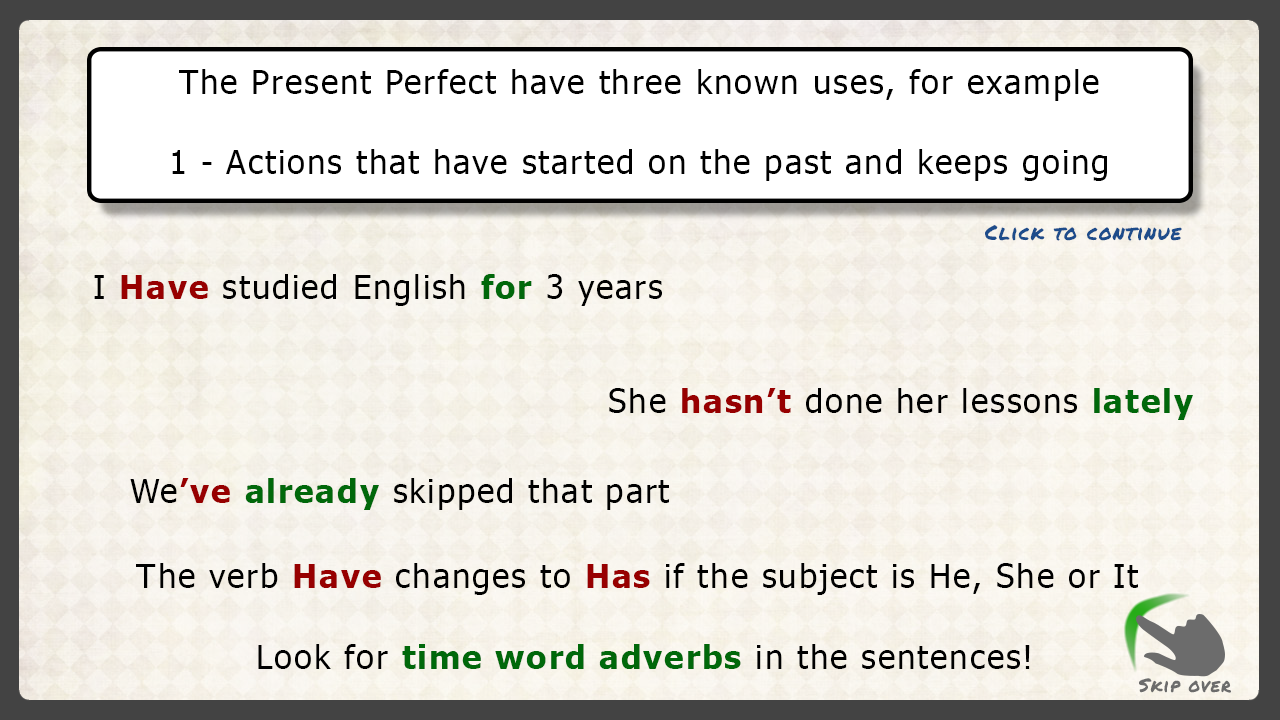 The Present Perfect have three known uses, for example
1 - Actions that have started on the past and keeps going
Click to continue
I Have studied English for 3 years
She hasn’t done her lessons lately
We’ve already skipped that part
The verb Have changes to Has if the subject is He, She or It
Look for time word adverbs in the sentences!
Skip over